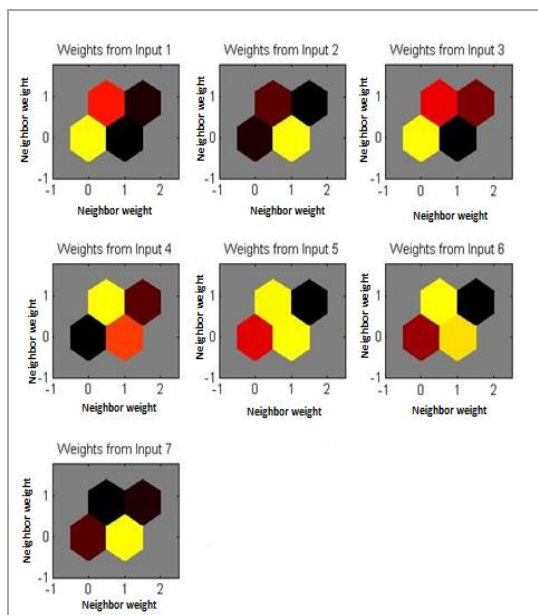 Weights from Input 1
Neighbor weight
1
0
-1
-1 0 1 2
Neighbor weight
Weights from Input 2
Neighbor weight
1
0
-1
-1 0 1 2
Neighbor weight
Weights from Input 3
Neighbor weight
1
0
-1
-1 0 1 2
Neighbor weight
Weights from Input 4
Neighbor weight
1
0
-1
-1 0 1 2
Neighbor weight
Weights from Input 5
Neighbor weight
1
0
-1
-1 0 1 2
Neighbor weight
Weights from Input 6
Neighbor weight
1
0
-1
-1 0 1 2
Neighbor weight
Weights from Input 7
Neighbor weight
1
0
-1
-1 0 1 2
Neighbor weight